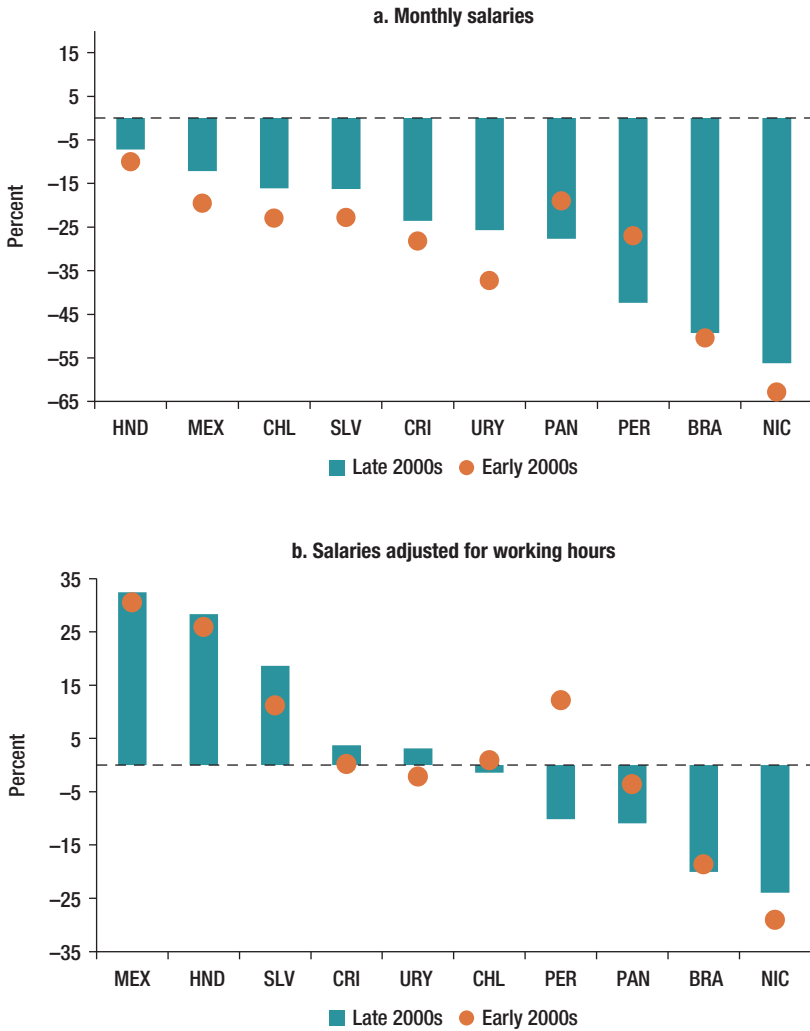 a. Monthly salaries
Percent
15
5
–5
–15
–25
–35
–45
–55
–65
HND MEX CHL SLV CRI URY PAN PER BRA NIC
Late 2000s Early 2000s
b. Salaries adjusted for working hours
Percent
35
25
15
5
–5
–15
–25
–35
MEX HND SLV CRI URY CHL PER PAN BRA NIC
Late 2000s Early 2000s